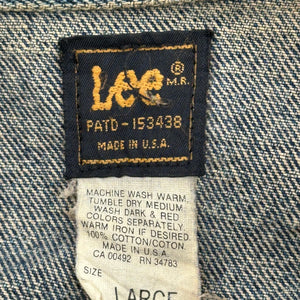 Lee ® M.R.
PATD-153438
MADE IN U.S.A.
MACHINE WASH WARM
TUMBLE DRY MEDIUM
WASH DARK & RED
COLORS SEPARATELY
WARM IRON IF DESIRED
100% COTTON/COTON
MADE IN U.S.A.
CA 00492 RN 34783
SIZE
LARGE